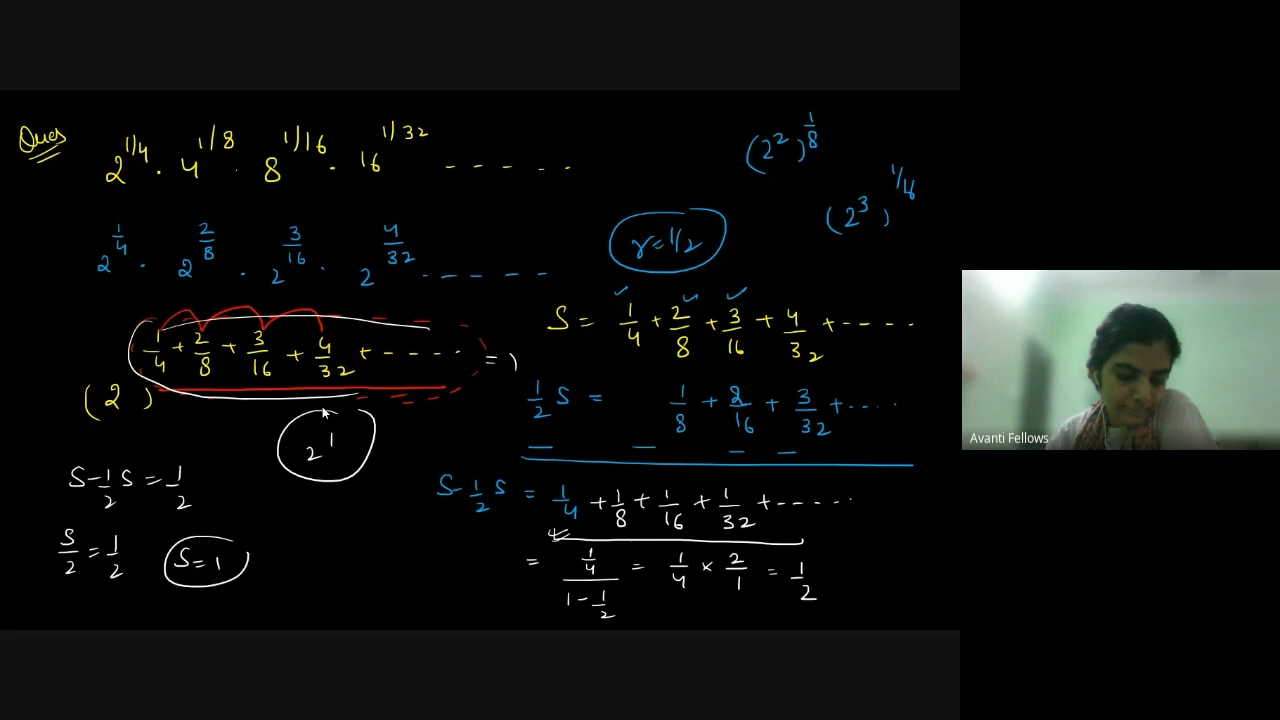 Ques
2^{1/4} · 4^{1/8} · 8^{1/16} · 16^{1/32} - - - - -
(2^2)^{1/8}
(2^3)^{1/16}
2^{1/4} · 2^{2/8} · 2^{3/16} · 2^{4/32} - - - - -
r = 1/2
(2)^{1/4 + 2/8 + 3/16 + 4/32 + - - - - -} = 1
2^1
S - 1/2 S = 1/2
S/2 = 1/2
S = 1
S = 1/4 + 2/8 + 3/16 + 4/32 + - - - -
1/2 S = 1/8 + 2/16 + 3/32 + - - - -
S - 1/2 S = 1/4 + 1/8 + 1/16 + 1/32 + - - - - -
= (1/4)/(1 - 1/2) = 1/4 × 2/1 = 1/2
Avanti Fellows